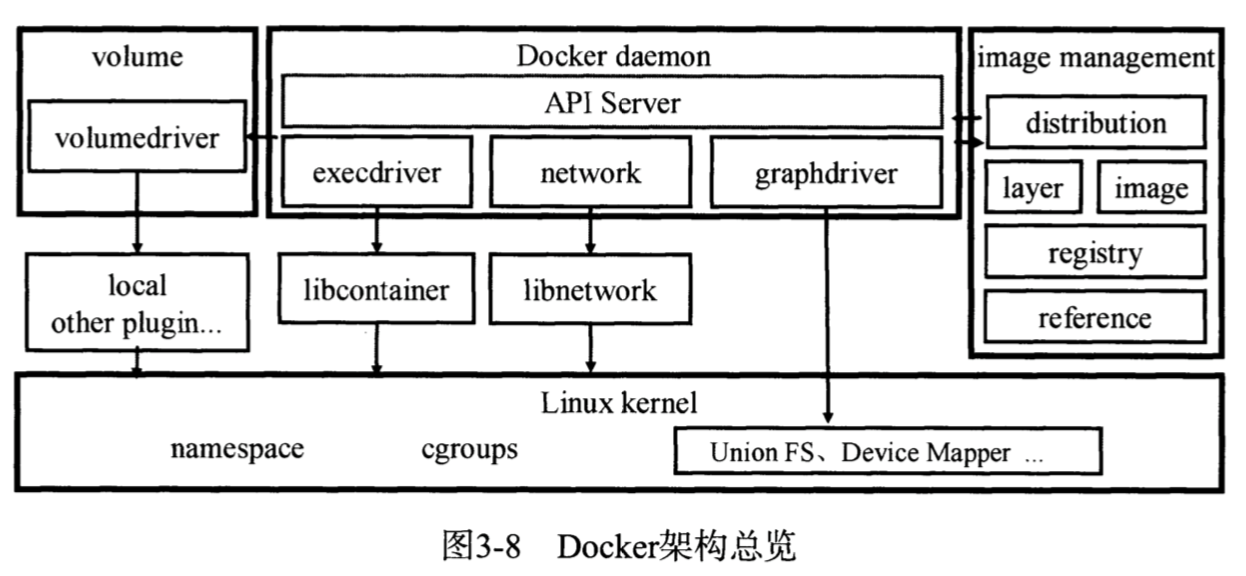 volume
volumedriver
local
other plugin...
Docker daemon
API Server
execdriver
network
graphdriver
libcontainer
libnetwork
image management
distribution
layer
image
registry
reference
Linux kernel
namespace
cgroups
Union FS、Device Mapper ...
图3-8 Docker架构总览